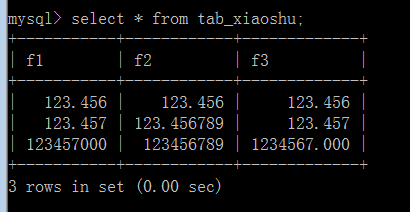 mysql> select * from tab_xiaoshu;
+-----------+------------+-------------+
| f1        | f2         | f3          |
+-----------+------------+-------------+
|   123.456 |    123.456 |     123.456 |
|   123.457 | 123.456789 |     123.457 |
| 123457000 |    1234567 | 1234567.000 |
+-----------+------------+-------------+
3 rows in set (0.00 sec)